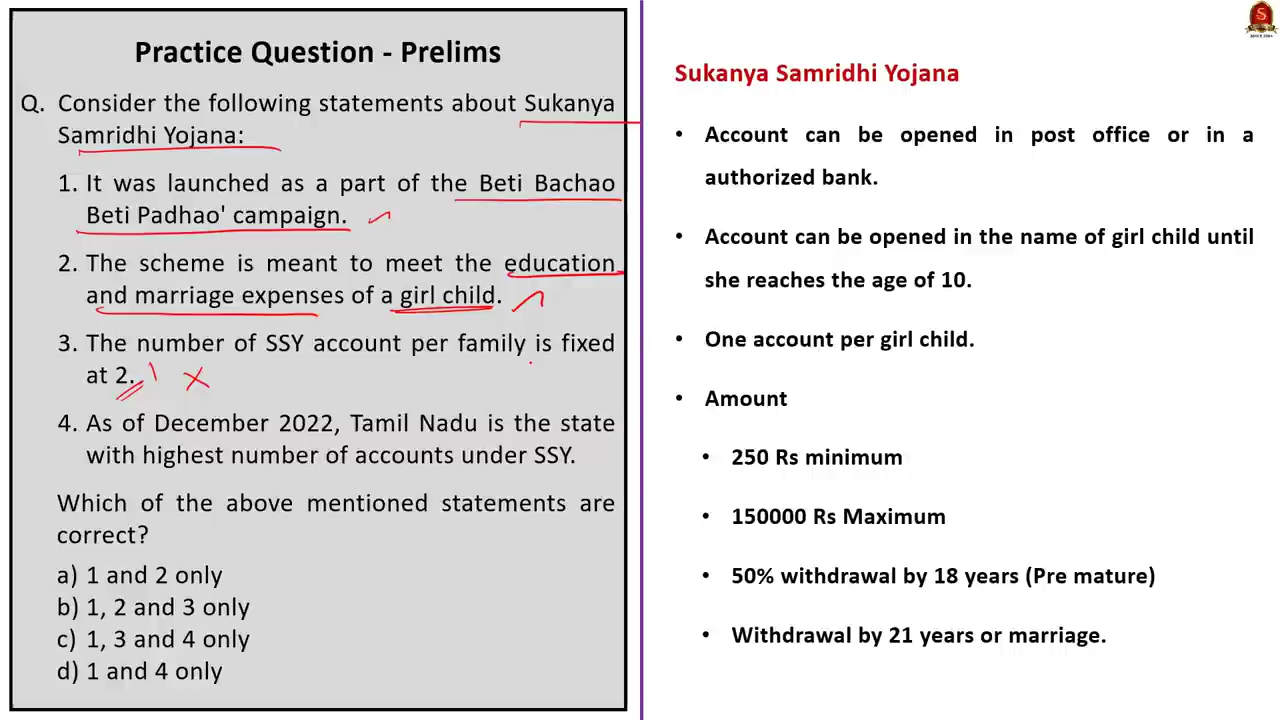 Practice Question - Prelims
Q. Consider the following statements about Sukanya
Samridhi Yojana:
1. It was launched as a part of the Beti Bachao
Beti Padhao' campaign.
2. The scheme is meant to meet the education
and marriage expenses of a girl child.
3. The number of SSY account per family is fixed
at 2.
4. As of December 2022, Tamil Nadu is the state
with highest number of accounts under SSY.
Which of the above mentioned statements are
correct?
a) 1 and 2 only
b) 1, 2 and 3 only
c) 1, 3 and 4 only
d) 1 and 4 only
Sukanya Samridhi Yojana
• Account can be opened in post office or in a
authorized bank.
• Account can be opened in the name of girl child until
she reaches the age of 10.
• One account per girl child.
• Amount
• 250 Rs minimum
• 150000 Rs Maximum
• 50% withdrawal by 18 years (Pre mature)
• Withdrawal by 21 years or marriage.